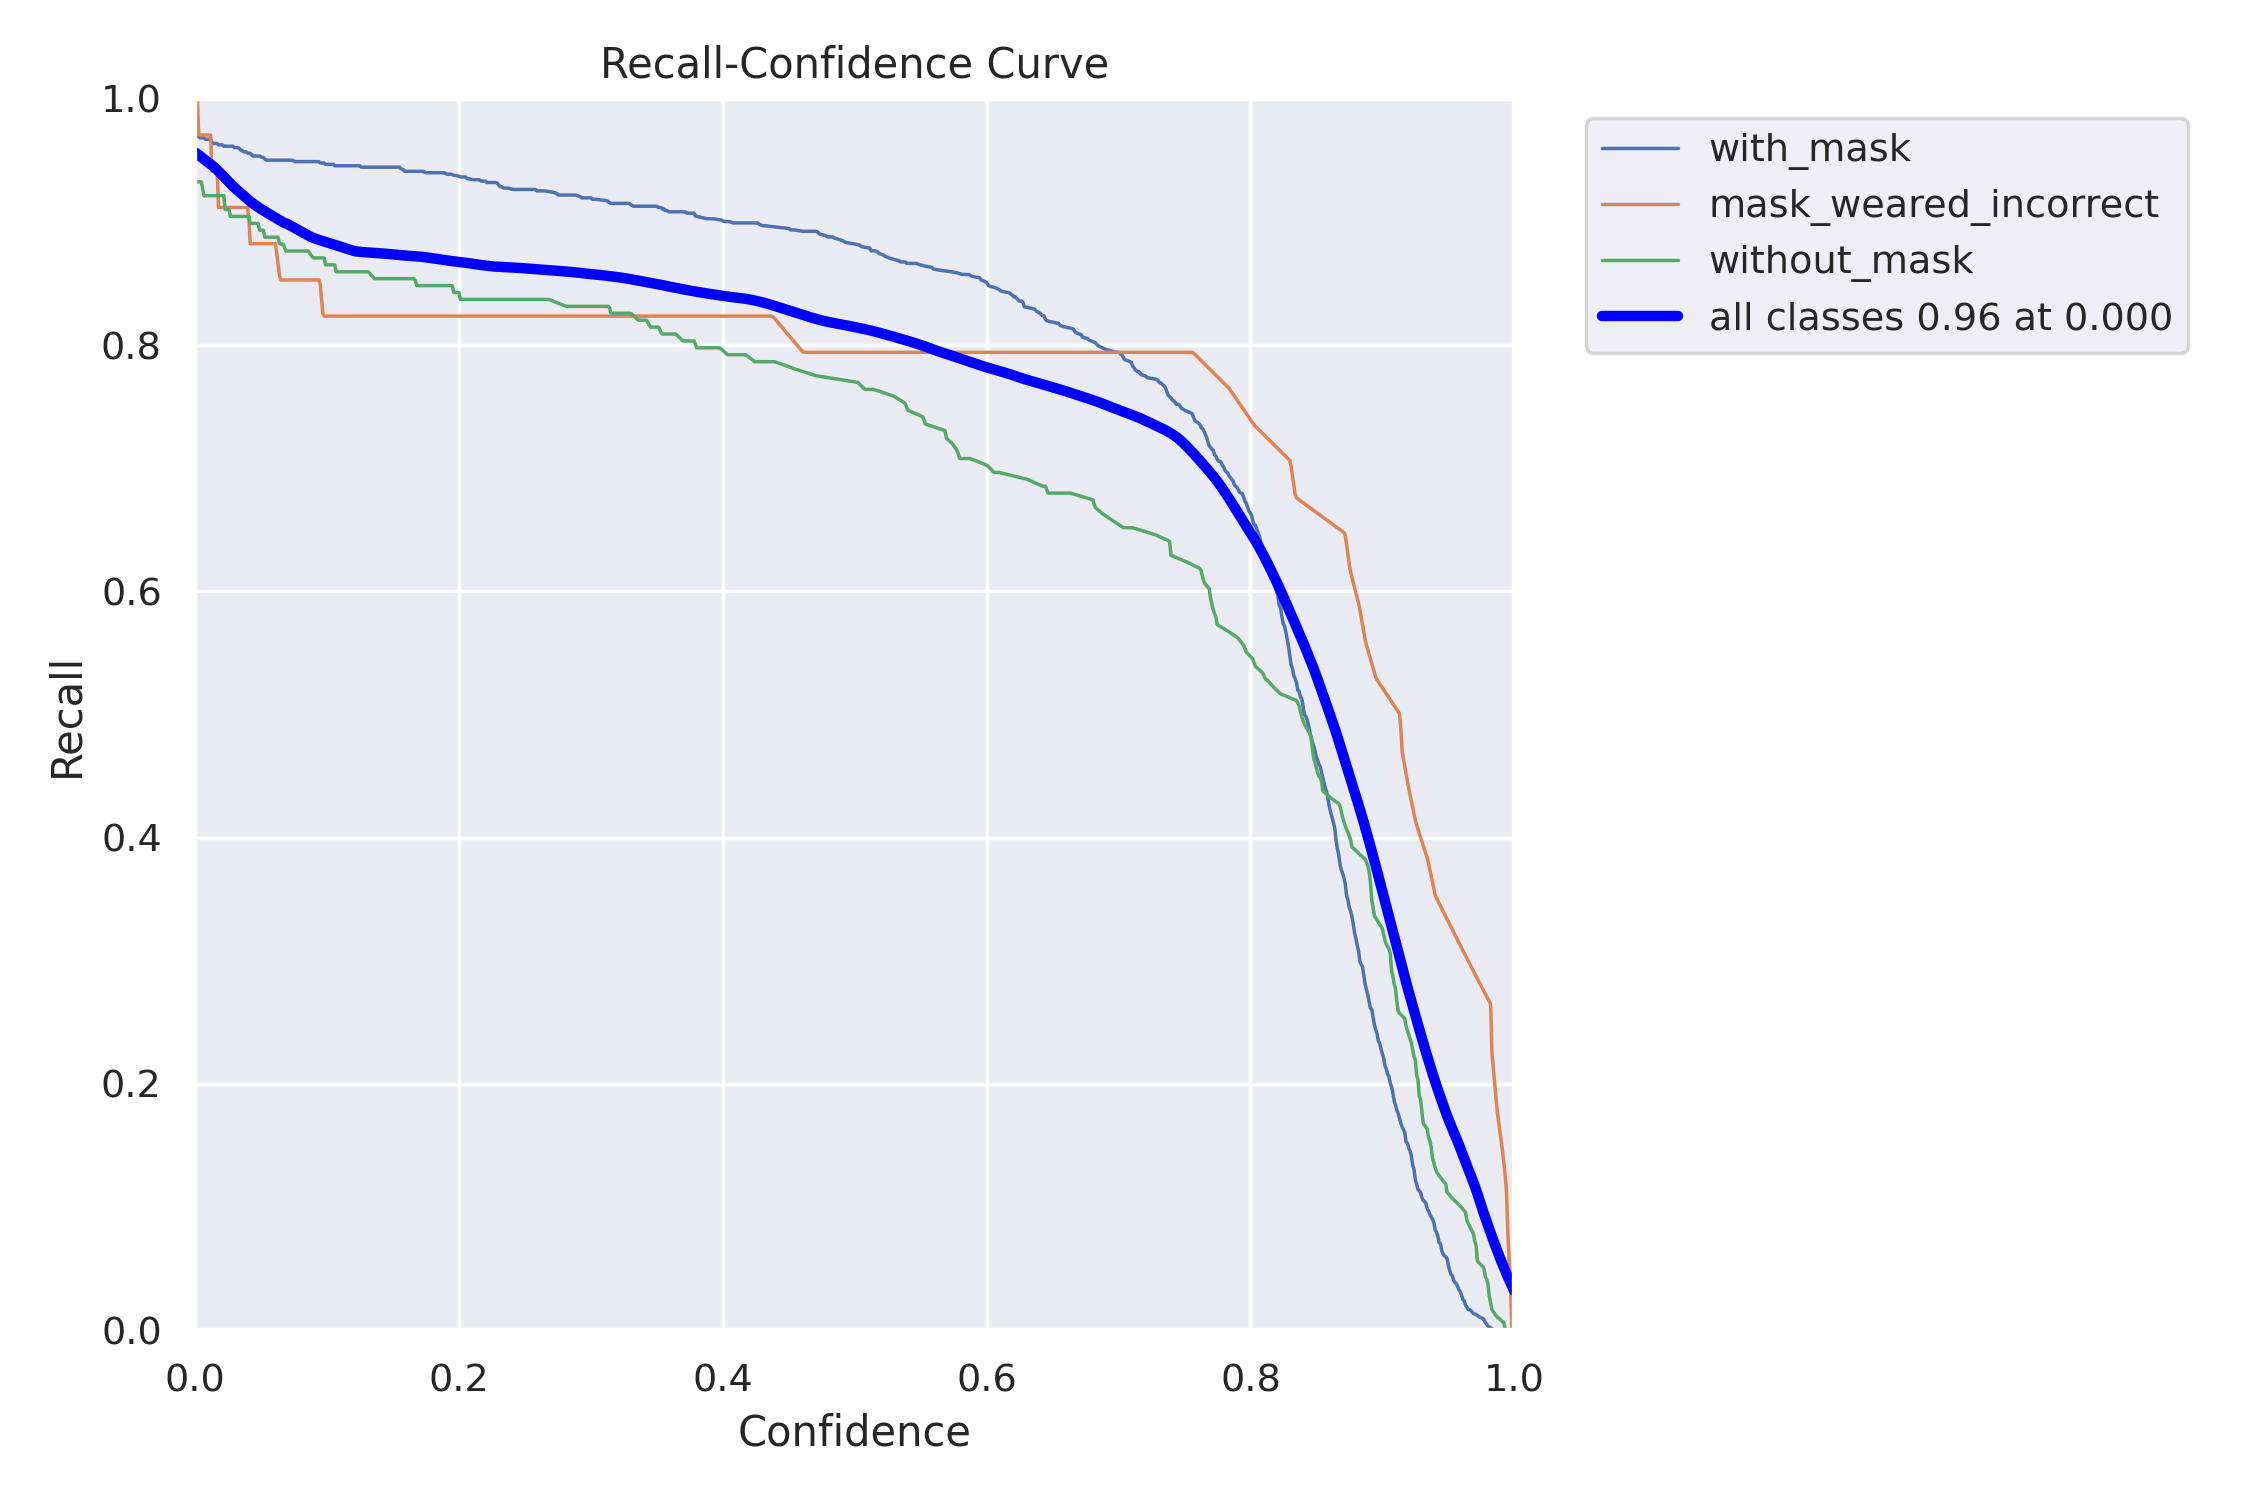 Recall-Confidence Curve
1.0
0.8
0.6
0.4
0.2
0.0
Recall
0.0 0.2 0.4 0.6 0.8 1.0
Confidence
with_mask
mask_weared_incorrect
without_mask
all classes 0.96 at 0.000